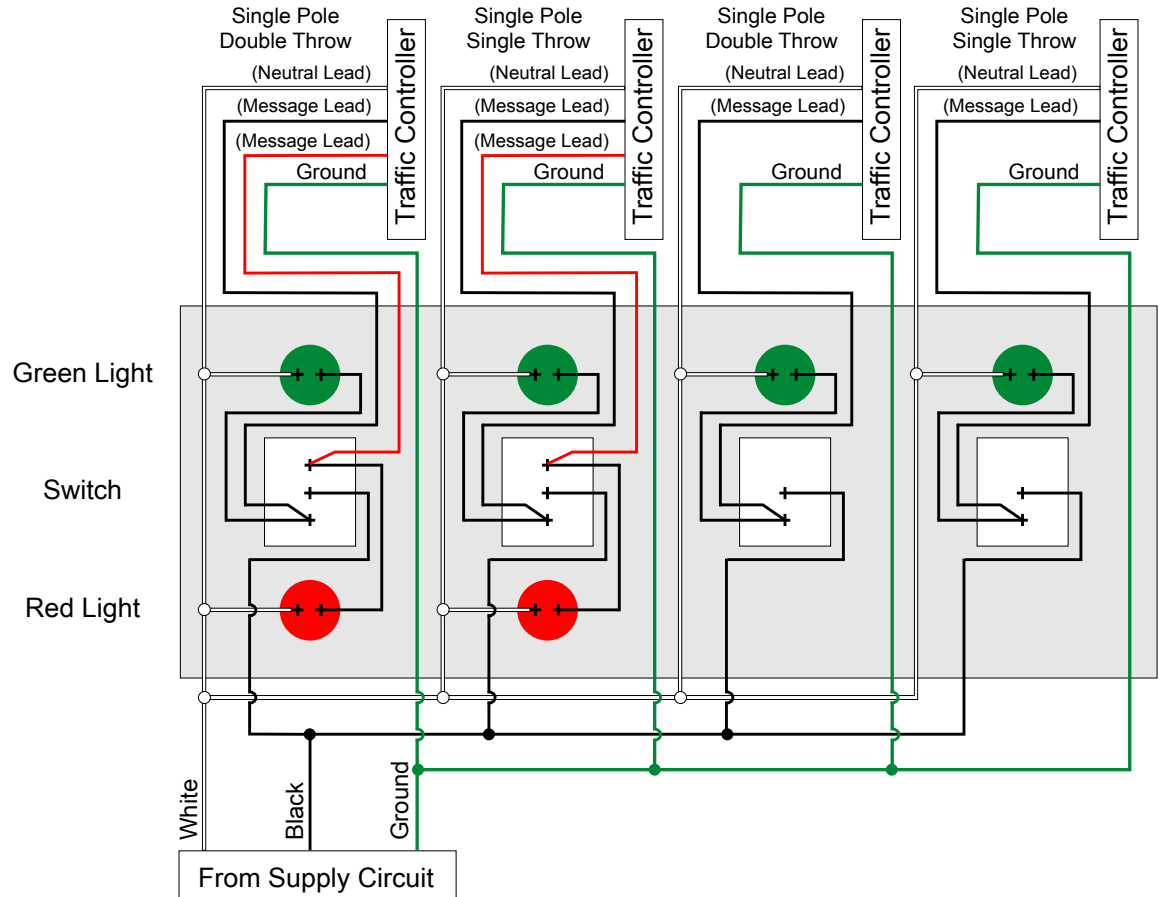 Single Pole
Double Throw
Single Pole
Single Throw
Single Pole
Double Throw
Single Pole
Single Throw
(Neutral Lead)
(Message Lead)
(Message Lead)
Ground
Traffic Controller
(Neutral Lead)
(Message Lead)
(Message Lead)
Ground
Traffic Controller
(Neutral Lead)
(Message Lead)
Ground
Traffic Controller
(Neutral Lead)
(Message Lead)
Ground
Traffic Controller
Green Light
Switch
Red Light
White
Black
Ground
From Supply Circuit